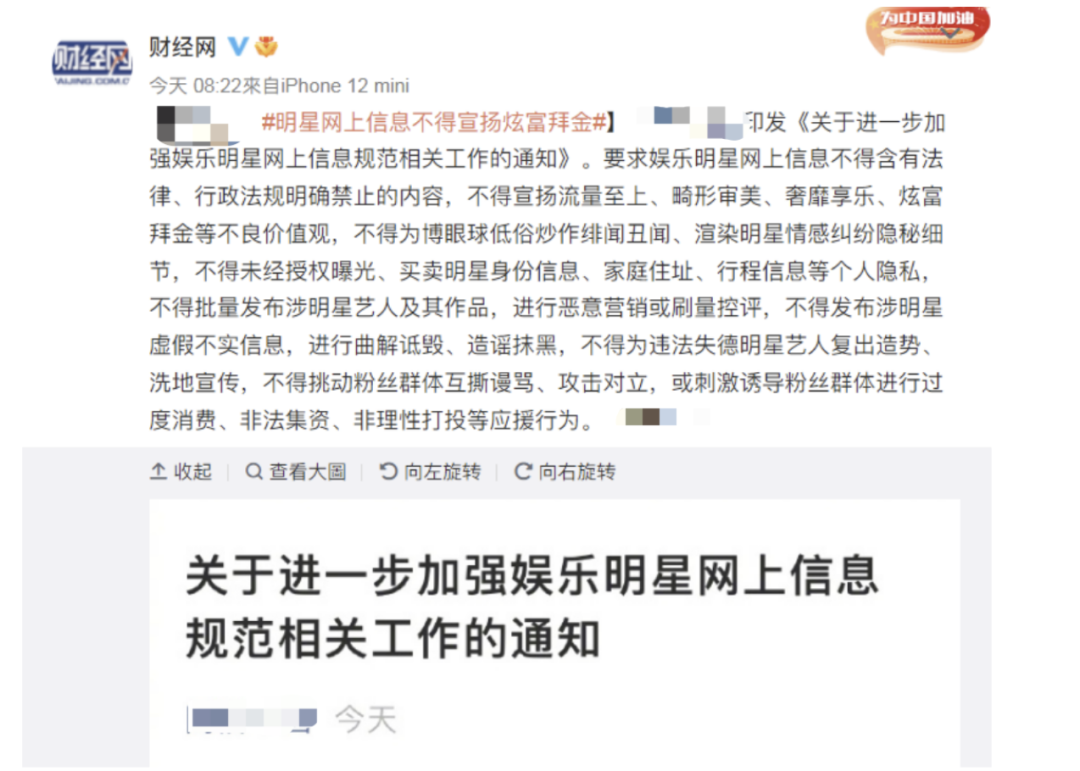 为中国加油
财经网
财经网
AIJING.COM.C
今天 08:22來自iPhone 12 mini
#明星网上信息不得宣扬炫富拜金#】 印发《关于进一步加
强娱乐明星网上信息规范相关工作的通知》。要求娱乐明星网上信息不得含有法
律、行政法规明确禁止的内容，不得宣扬流量至上、畸形审美、奢靡享乐、炫富
拜金等不良价值观，不得为博眼球低俗炒作绯闻丑闻、渲染明星情感纠纷隐秘细
节，不得未经授权曝光、买卖明星身份信息、家庭住址、行程信息等个人隐私，
不得批量发布涉明星艺人及其作品，进行恶意营销或刷量控评，不得发布涉明星
虚假不实信息，进行曲解诋毁、造谣抹黑，不得为违法失德明星艺人复出造势、
洗地宣传，不得挑动粉丝群体互撕谩骂、攻击对立，或刺激诱导粉丝群体进行过
度消费、非法集资、非理性打投等应援行为。
收起 查看大圖 向左旋转 向右旋转
关于进一步加强娱乐明星网上信息
规范相关工作的通知
今天